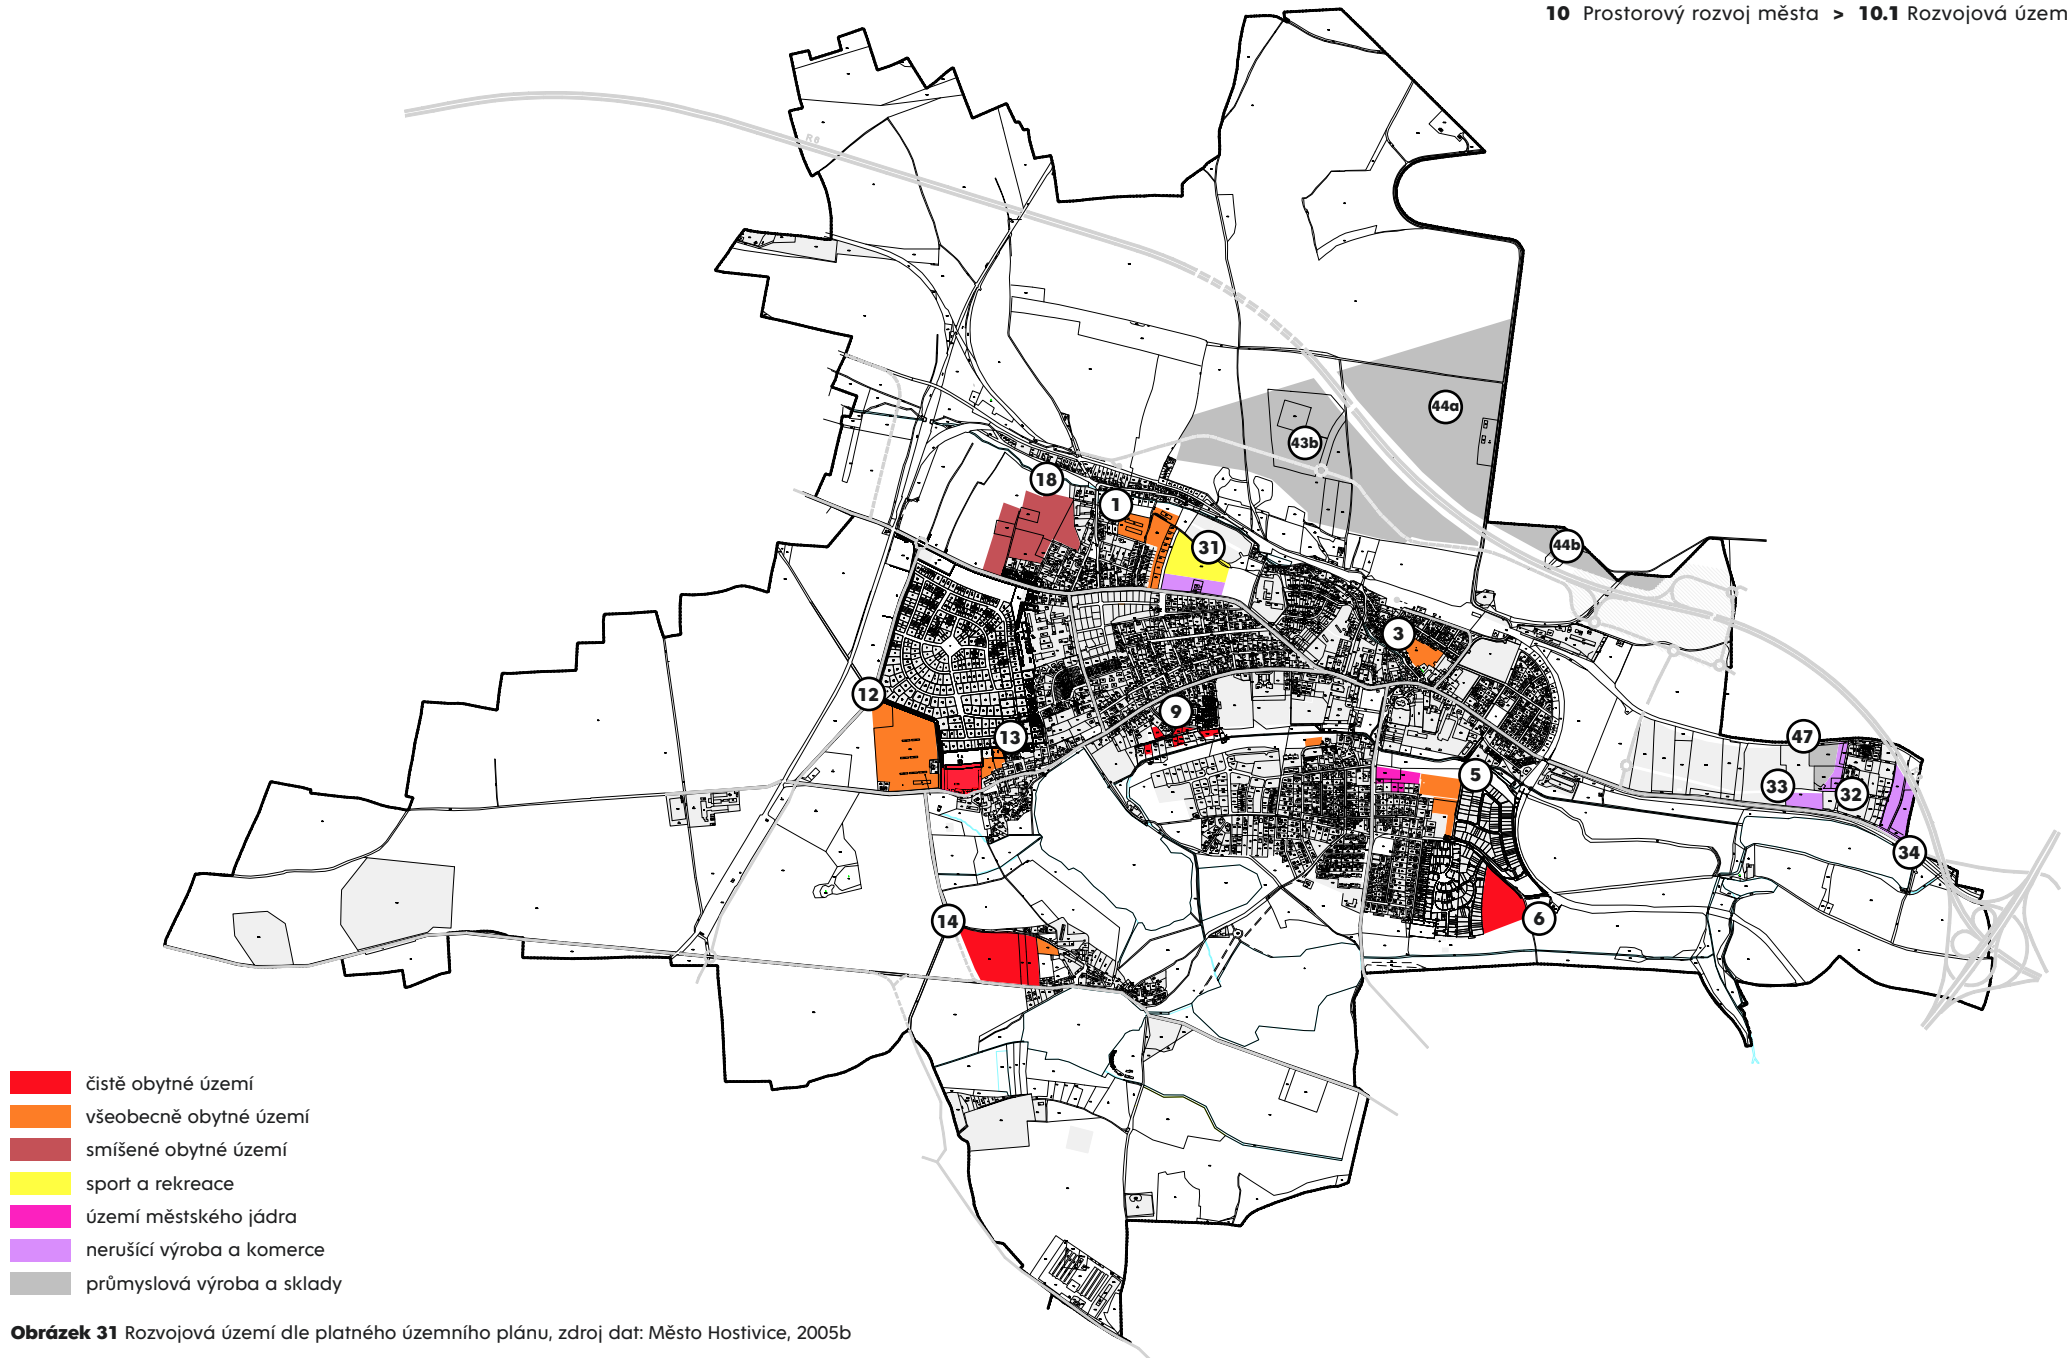 10 Prostorový rozvoj města > 10.1 Rozvojová územ
R6
44a
43b
18
1
31
44b
3
12
9
13
47
5
33
32
34
14
6
čistě obytné území
všeobecně obytné území
smíšené obytné území
sport a rekreace
území městského jádra
nerušící výroba a komerce
průmyslová výroba a sklady
Obrázek 31 Rozvojová území dle platného územního plánu, zdroj dat: Město Hostivice, 2005b